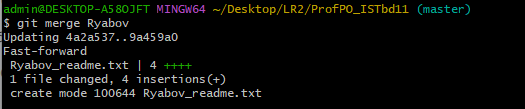 admin@DESKTOP-A58OJFT MINGW64 ~/Desktop/LR2/ProfPO_ISTbd11 (master)
$ git merge Ryabov
Updating 4a2a537..9a459a0
Fast-forward
 Ryabov_readme.txt | 4 ++++
 1 file changed, 4 insertions(+)
 create mode 100644 Ryabov_readme.txt